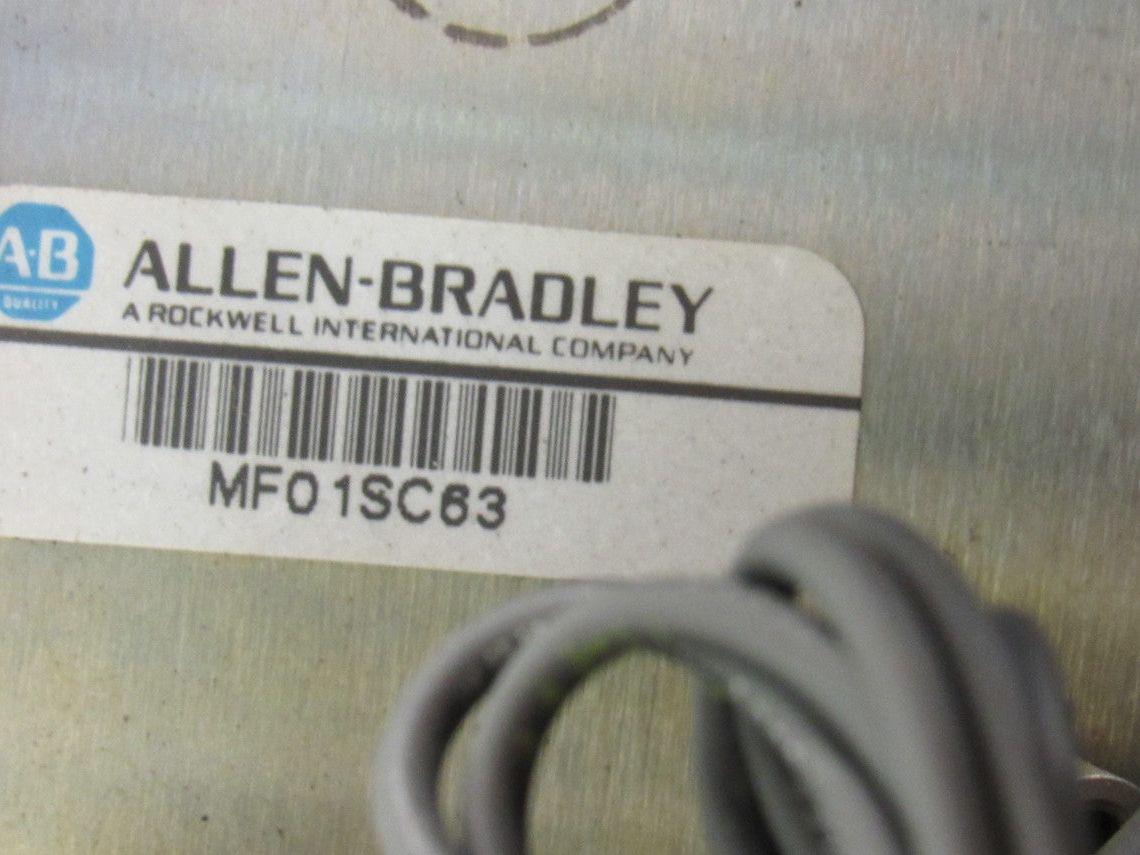 A·B
QUALITY
ALLEN-BRADLEY
A ROCKWELL INTERNATIONAL COMPANY
MF01SC63